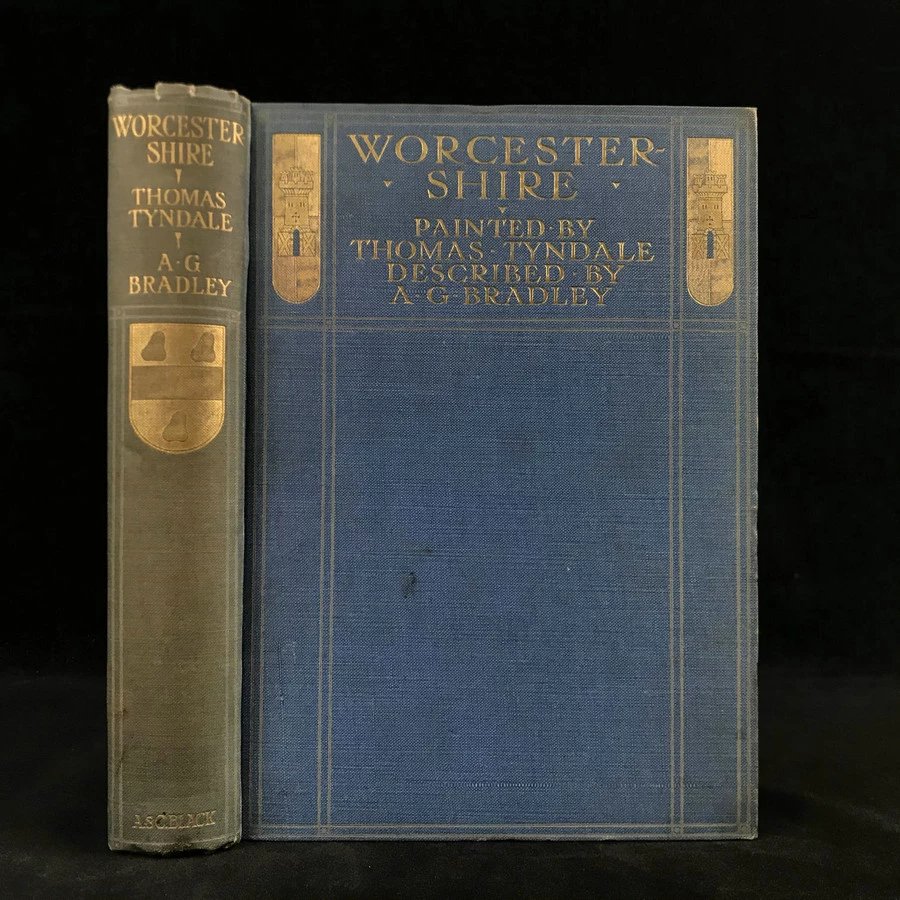 WORCESTER
SHIRE
THOMAS
TYNDALE
A·G
BRADLEY
A&C.BLACK
WORCESTER-
·SHIRE·
PAINTED·BY
THOMAS·TYNDALE
DESCRIBED·BY
A·G·BRADLEY